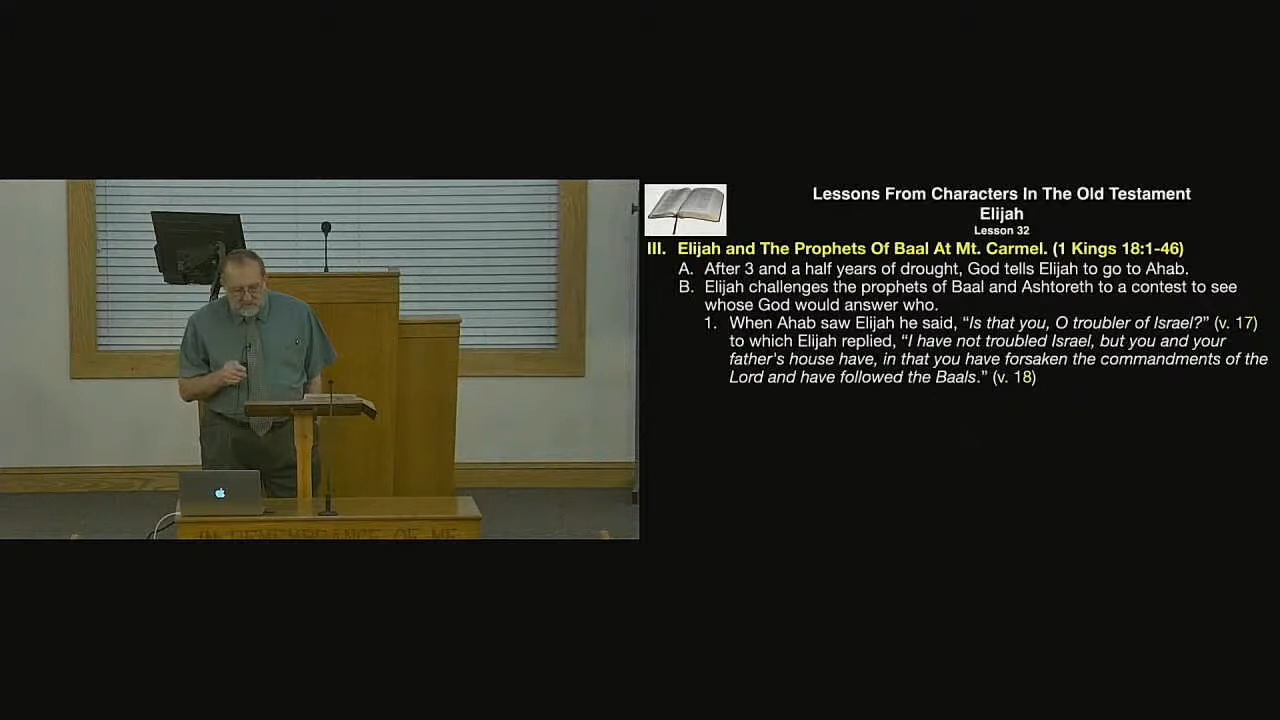 Lessons From Characters In The Old Testament
Elijah
Lesson 32
III. Elijah and The Prophets Of Baal At Mt. Carmel. (1 Kings 18:1-46)
A. After 3 and a half years of drought, God tells Elijah to go to Ahab.
B. Elijah challenges the prophets of Baal and Ashtoreth to a contest to see
whose God would answer who.
1. When Ahab saw Elijah he said, “Is that you, O troubler of Israel?” (v. 17)
to which Elijah replied, “I have not troubled Israel, but you and your
father's house have, in that you have forsaken the commandments of the
Lord and have followed the Baals.” (v. 18)
IN REMEMBRANCE OF ME